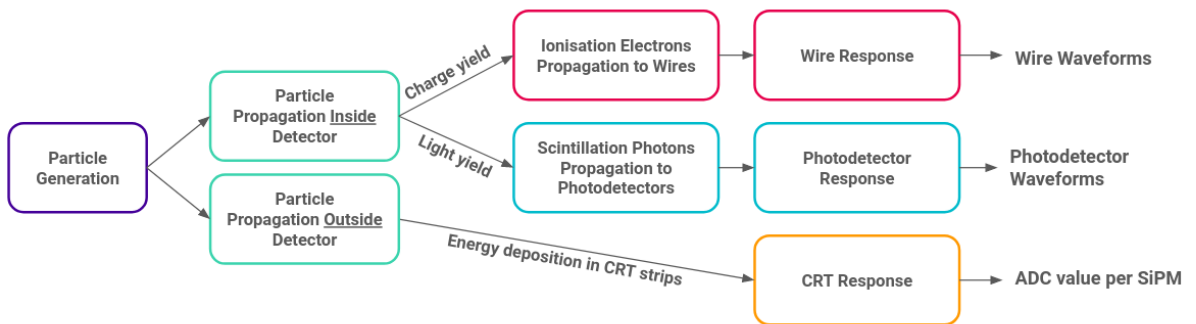 Particle
Generation
Particle
Propagation Inside
Detector
Particle
Propagation Outside
Detector
Charge yield
Light yield
Energy deposition in CRT strips
Ionisation Electrons
Propagation to Wires
Wire Response
Wire Waveforms
Scintillation Photons
Propagation to
Photodetectors
Photodetector
Response
Photodetector
Waveforms
CRT Response
ADC value per SiPM